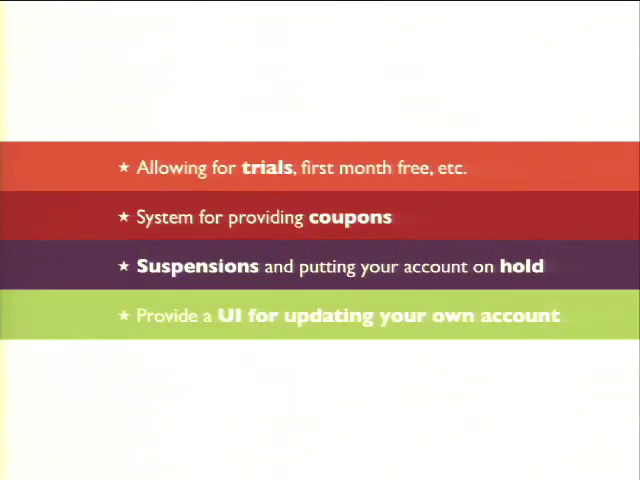 ★ Allowing for trials, first month free, etc.
★ System for providing coupons
★ Suspensions and putting your account on hold
★ Provide a UI for updating your own account